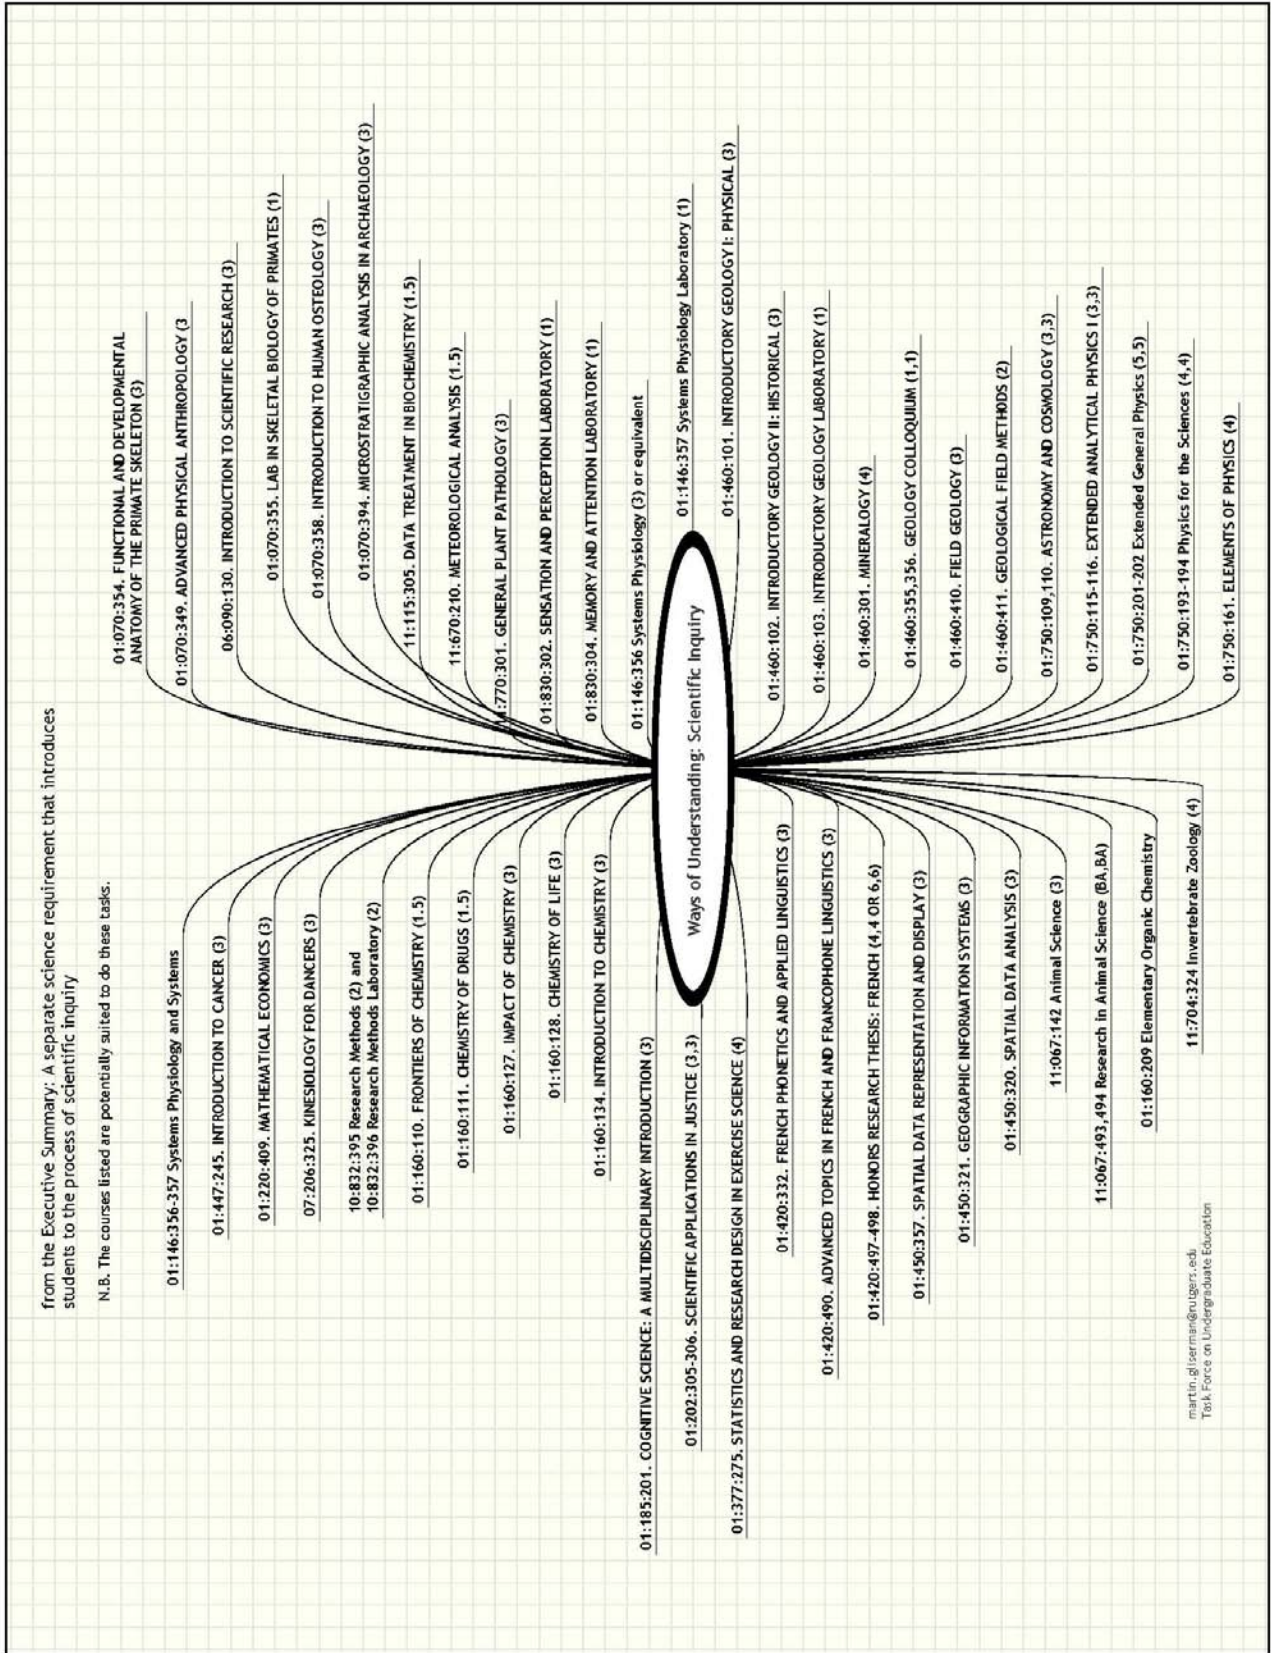 from the Executive Summary: A separate science requirement that introduces
students to the process of scientific inquiry
N.B. The courses listed are potentially suited to do these tasks.
01:146:356-357 Systems Physiology and Systems
01:447:245. INTRODUCTION TO CANCER (3)
01:220:409. MATHEMATICAL ECONOMICS (3)
07:206:325. KINESIOLOGY FOR DANCERS (3)
10:832:395 Research Methods (2) and
10:832:396 Research Methods Laboratory (2)
01:160:110. FRONTIERS OF CHEMISTRY (1.5)
01:160:111. CHEMISTRY OF DRUGS (1.5)
01:160:127. IMPACT OF CHEMISTRY (3)
01:160:128. CHEMISTRY OF LIFE (3)
01:160:134. INTRODUCTION TO CHEMISTRY (3)
01:185:201. COGNITIVE SCIENCE: A MULTIDISCIPLINARY INTRODUCTION (3)
01:202:305-306. SCIENTIFIC APPLICATIONS IN JUSTICE (3,3)
01:377:275. STATISTICS AND RESEARCH DESIGN IN EXERCISE SCIENCE (4)
01:420:332. FRENCH PHONETICS AND APPLIED LINGUISTICS (3)
01:420:490. ADVANCED TOPICS IN FRENCH AND FRANCOPHONE LINGUISTICS (3)
01:420:497-498. HONORS RESEARCH THESIS: FRENCH (4,4 OR 6,6)
01:450:357. SPATIAL DATA REPRESENTATION AND DISPLAY (3)
01:450:321. GEOGRAPHIC INFORMATION SYSTEMS (3)
01:450:320. SPATIAL DATA ANALYSIS (3)
11:067:142 Animal Science (3)
11:067:493,494 Research in Animal Science (BA,BA)
01:160:209 Elementary Organic Chemistry
11:704:324 Invertebrate Zoology (4)
Ways of Understanding: Scientific Inquiry
01:070:354. FUNCTIONAL AND DEVELOPMENTAL
ANATOMY OF THE PRIMATE SKELETON (3)
01:070:349. ADVANCED PHYSICAL ANTHROPOLOGY (3
06:090:130. INTRODUCTION TO SCIENTIFIC RESEARCH (3)
01:070:355. LAB IN SKELETAL BIOLOGY OF PRIMATES (1)
01:070:358. INTRODUCTION TO HUMAN OSTEOLOGY (3)
01:070:394. MICROSTRATIGRAPHIC ANALYSIS IN ARCHAEOLOGY (3)
11:115:305. DATA TREATMENT IN BIOCHEMISTRY (1.5)
11:670:210. METEOROLOGICAL ANALYSIS (1.5)
:770:301. GENERAL PLANT PATHOLOGY (3)
01:830:302. SENSATION AND PERCEPTION LABORATORY (1)
01:830:304. MEMORY AND ATTENTION LABORATORY (1)
01:146:356 Systems Physiology (3) or equivalent
01:146:357 Systems Physiology Laboratory (1)
01:460:101. INTRODUCTORY GEOLOGY I: PHYSICAL (3)
01:460:102. INTRODUCTORY GEOLOGY II: HISTORICAL (3)
01:460:103. INTRODUCTORY GEOLOGY LABORATORY (1)
01:460:301. MINERALOGY (4)
01:460:355,356. GEOLOGY COLLOQUIUM (1,1)
01:460:410. FIELD GEOLOGY (3)
01:460:411. GEOLOGICAL FIELD METHODS (2)
01:750:109,110. ASTRONOMY AND COSMOLOGY (3,3)
01:750:115-116. EXTENDED ANALYTICAL PHYSICS I (3,3)
01:750:201-202 Extended General Physics (5,5)
01:750:193-194 Physics for the Sciences (4,4)
01:750:161. ELEMENTS OF PHYSICS (4)
martin.gliserman@rutgers.edu
Task Force on Undergraduate Education